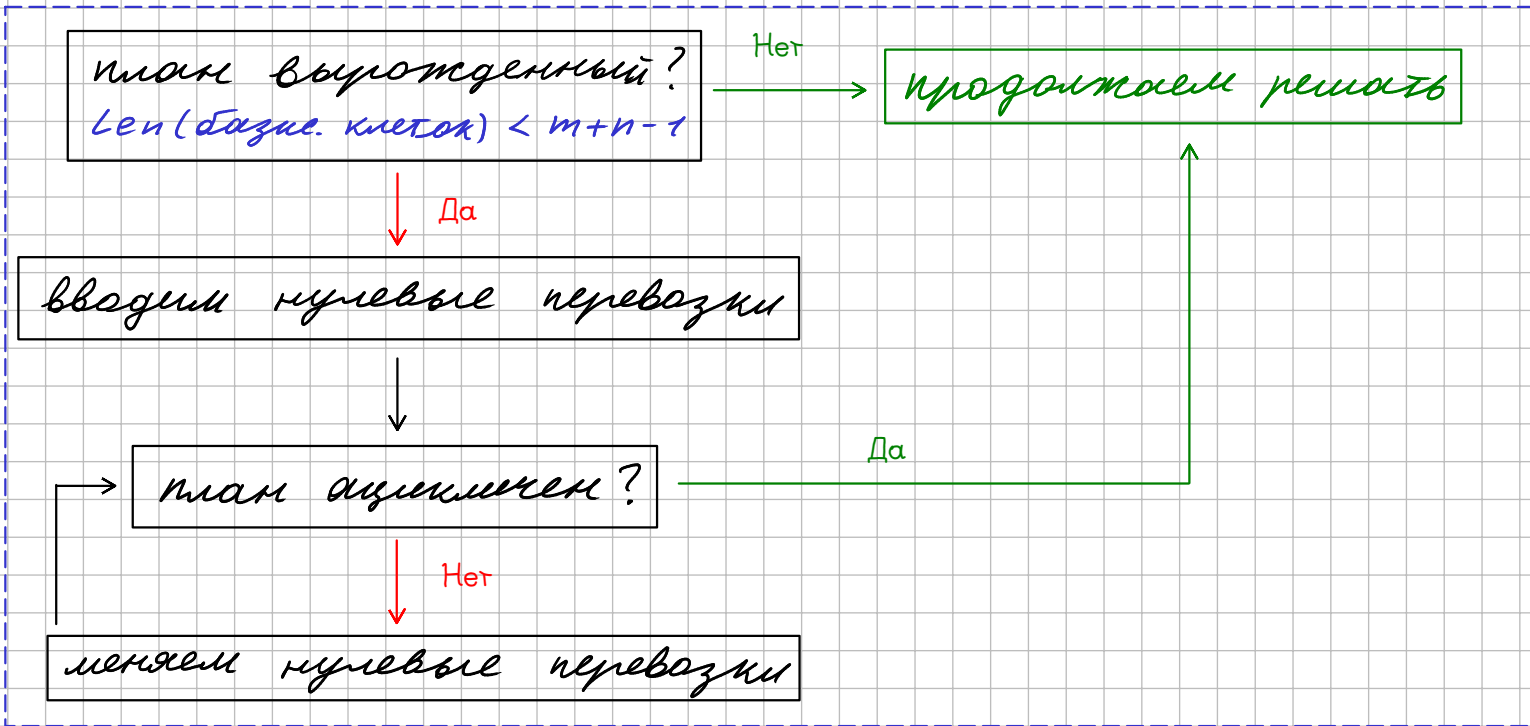 план вырожденный?
Нет
продолжаем решать
Len(базис. клеток) < m+n-1
Да
вводим нулевые перевозки
план ацикличен?
Да
Нет
меняем нулевые перевозки